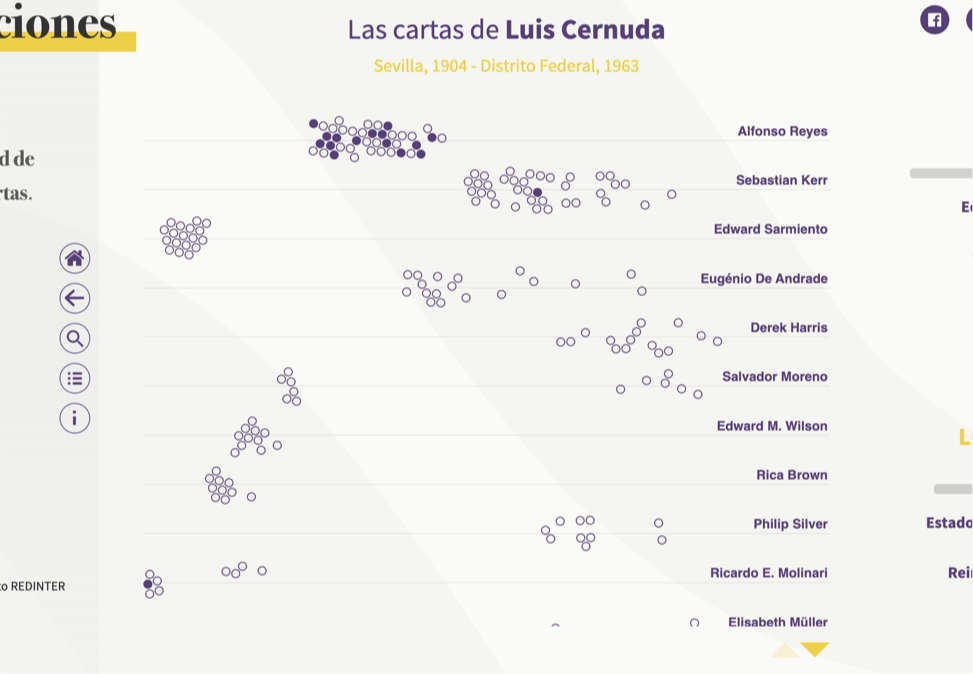 ciones
Las cartas de Luis Cernuda
Sevilla, 1904 - Distrito Federal, 1963
d de
rtas.
Alfonso Reyes
Sebastian Kerr
Edward Sarmiento
Eugénio De Andrade
Derek Harris
Salvador Moreno
Edward M. Wilson
Rica Brown
Philip Silver
Ricardo E. Molinari
Elisabeth Müller
o REDINTER
E
L
Estado
Rei